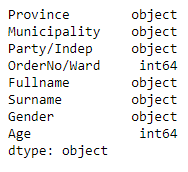 Province object
Municipality object
Party/Indep object
OrderNo/Ward int64
Fullname object
Surname object
Gender object
Age int64
dtype: object